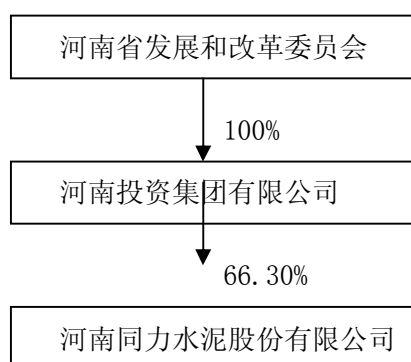 河南省发展和改革委员会
100%
河南投资集团有限公司
66.30%
河南同力水泥股份有限公司